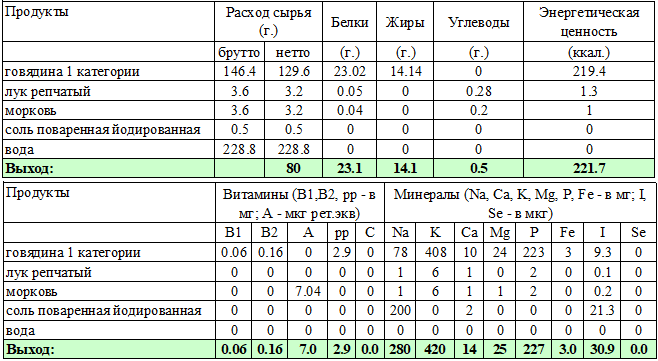 Продукты Расход сырья Белки Жиры Углеводы Энергетическая
(г.) ценность
(г.) (г.) (г.) (ккал.)
брутто нетто
говядина 1 категории 146.4 129.6 23.02 14.14 0 219.4
лук репчатый 3.6 3.2 0.05 0 0.28 1.3
морковь 3.6 3.2 0.04 0 0.2 1
соль поваренная йодированная 0.5 0.5 0 0 0 0
вода 228.8 228.8 0 0 0 0
Выход: 80 23.1 14.1 0.5 221.7
Продукты Витамины (B1,B2, pp - в Минералы (Na, Ca, K, Mg, P, Fe - в мг; I,
мг; A - мкг рет.экв) Se - в мкг)
B1 B2 A pp C Na K Ca Mg P Fe I Se
говядина 1 категории 0.06 0.16 0 2.9 0 78 408 10 24 223 3 9.3 0
лук репчатый 0 0 0 0 0 1 6 1 0 2 0 0.1 0
морковь 0 0 7.04 0 0 1 6 1 1 2 0 0.2 0
соль поваренная йодированная 0 0 0 0 0 200 0 2 0 0 0 21.3 0
вода 0 0 0 0 0 0 0 0 0 0 0 0 0
Выход: 0.06 0.16 7.0 2.9 0.0 280 420 14 25 227 3.0 30.9 0.0